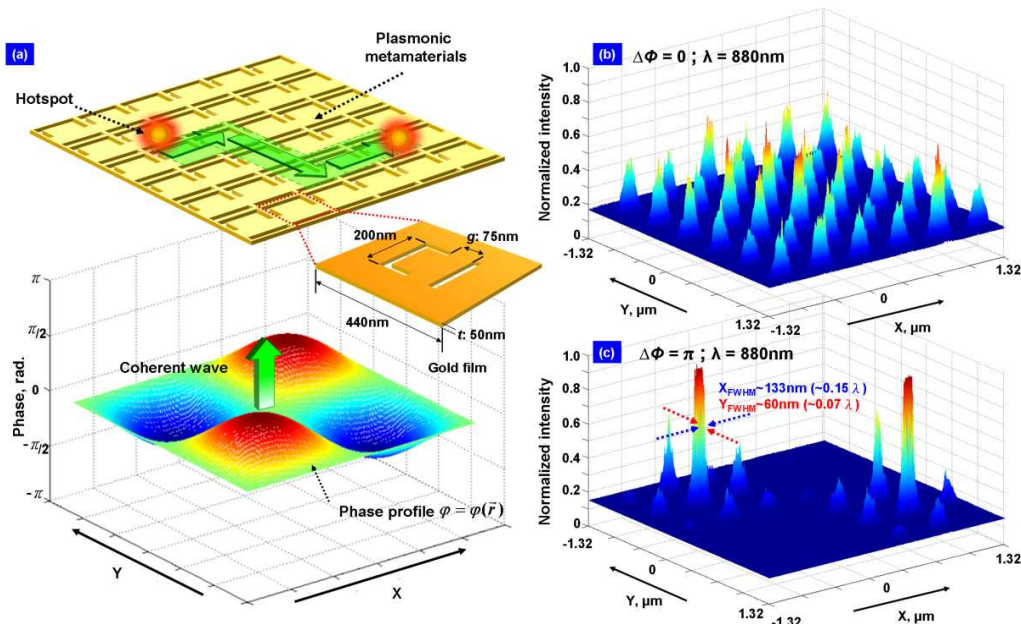 (a)
Plasmonic
metamaterials
Hotspot
200nm
g: 75nm
440nm
t: 50nm
Gold film
π
π/2
0
-π/2
-π
Phase, rad.
Coherent wave
Phase profile φ = φ(r⃗)
Y
X
(b)
ΔΦ = 0 ; λ = 880nm
Normalized intensity
1.0
0.8
0.6
0.4
0.2
0
-1.32
0
1.32
Y, µm
-1.32
0
1.32
X, µm
(c)
ΔΦ = π ; λ = 880nm
X_FWHM~133nm (~0.15 λ)
Y_FWHM~60nm (~0.07 λ)
Normalized intensity
1.0
0.8
0.6
0.4
0.2
0
-1.32
0
1.32
Y, µm
-1.32
0
1.32
X, µm